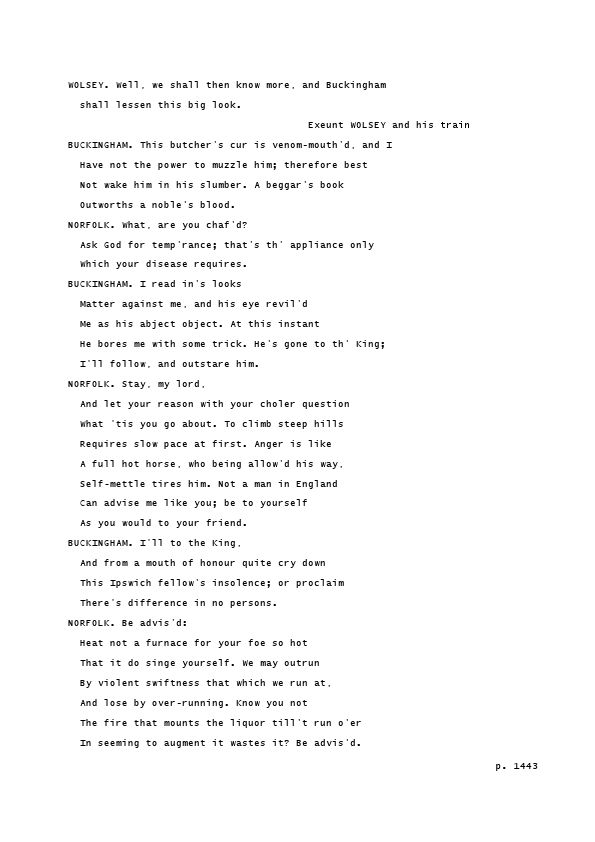 WOLSEY. Well, we shall then know more, and Buckingham
shall lessen this big look.
Exeunt WOLSEY and his train
BUCKINGHAM. This butcher's cur is venom-mouth'd, and I
Have not the power to muzzle him; therefore best
Not wake him in his slumber. A beggar's book
Outworths a noble's blood.
NORFOLK. What, are you chaf'd?
Ask God for temp'rance; that's th' appliance only
Which your disease requires.
BUCKINGHAM. I read in's looks
Matter against me, and his eye revil'd
Me as his abject object. At this instant
He bores me with some trick. He's gone to th' King;
I'll follow, and outstare him.
NORFOLK. Stay, my lord,
And let your reason with your choler question
What 'tis you go about. To climb steep hills
Requires slow pace at first. Anger is like
A full hot horse, who being allow'd his way,
Self-mettle tires him. Not a man in England
Can advise me like you; be to yourself
As you would to your friend.
BUCKINGHAM. I'll to the King,
And from a mouth of honour quite cry down
This Ipswich fellow's insolence; or proclaim
There's difference in no persons.
NORFOLK. Be advis'd:
Heat not a furnace for your foe so hot
That it do singe yourself. We may outrun
By violent swiftness that which we run at,
And lose by over-running. Know you not
The fire that mounts the liquor till't run o'er
In seeming to augment it wastes it? Be advis'd.
p. 1443